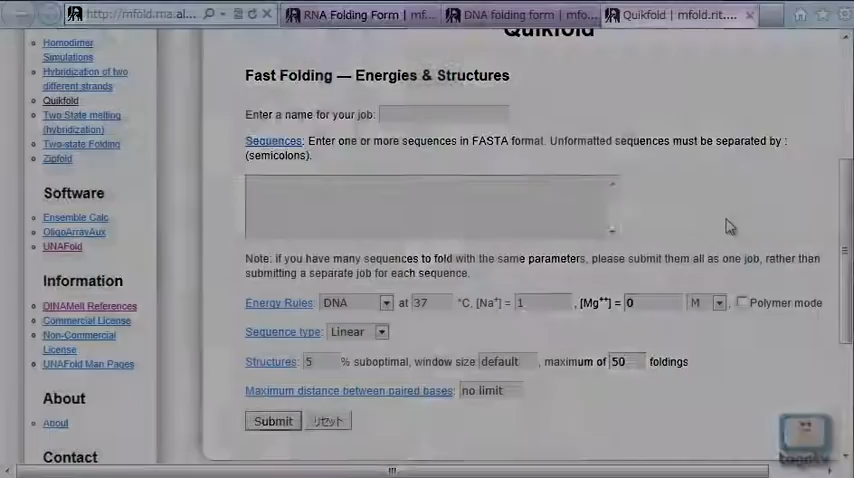 http://mfold.rna.al...
RNA Folding Form | mf...
DNA folding form | mfo...
Quikfold | mfold.rit....
Homodimer
Simulations
Hybridization of two
different strands
Quikfold
Two State melting
(hybridization)
Two-state Folding
Zipfold
Software
Ensemble Calc
OligoArrayAux
UNAFold
Information
DINAMelt References
Commercial License
Non-Commercial
License
UNAFold Man Pages
About
About
Contact
Quikfold
Fast Folding — Energies & Structures
Enter a name for your job:
Sequences: Enter one or more sequences in FASTA format. Unformatted sequences must be separated by ;
(semicolons).
Note: if you have many sequences to fold with the same parameters, please submit them all as one job, rather than
submitting a separate job for each sequence.
Energy Rules: DNA at 37 °C, [Na⁺] = 1 , [Mg⁺⁺] = 0 M , Polymer mode
Sequence type: Linear
Structures: 5 % suboptimal, window size default , maximum of 50 foldings
Maximum distance between paired bases: no limit
Submit リセット
togotv